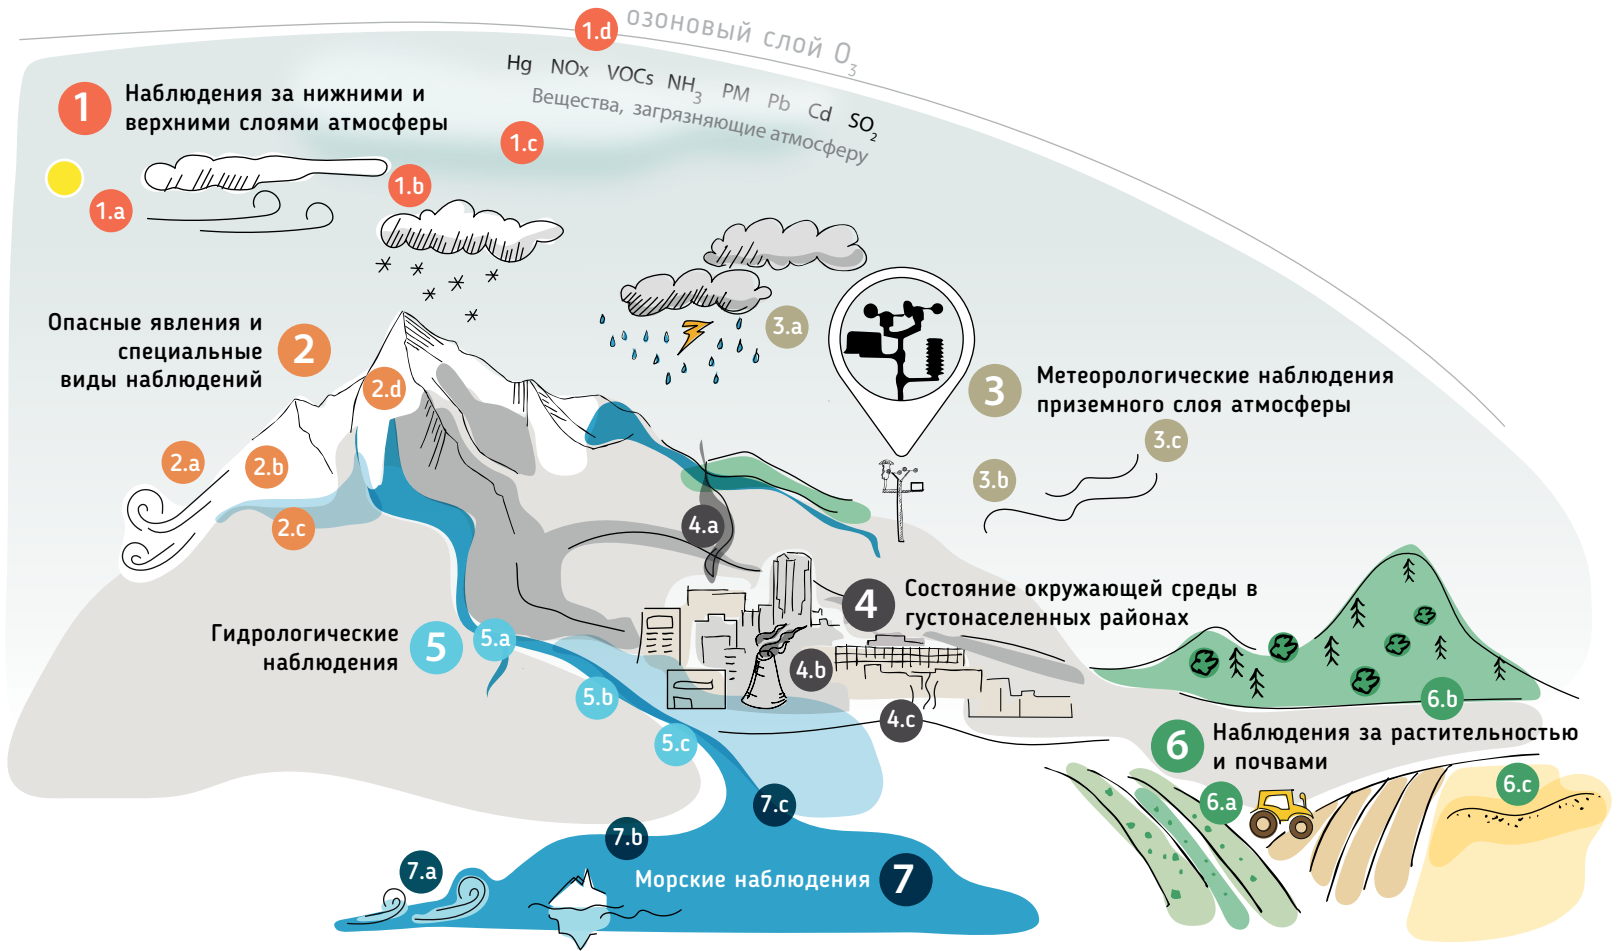 1.d
озоновый слой O₃
Hg NOx VOCs NH₃ PM Pb Cd SO₂
Вещества, загрязняющие атмосферу
1
Наблюдения за нижними и
верхними слоями атмосферы
1.c
1.b
1.a
Опасные явления и
специальные
виды наблюдений
2
3.a
2.d
3
Метеорологические наблюдения
приземного слоя атмосферы
3.c
2.a
2.b
3.b
2.c
4.a
4
Состояние окружающей среды в
густонаселенных районах
Гидрологические
наблюдения
5
5.a
4.b
5.b
6.b
4.c
5.c
6
Наблюдения за растительностью
и почвами
6.c
6.a
7.c
7.b
7.a
Морские наблюдения
7